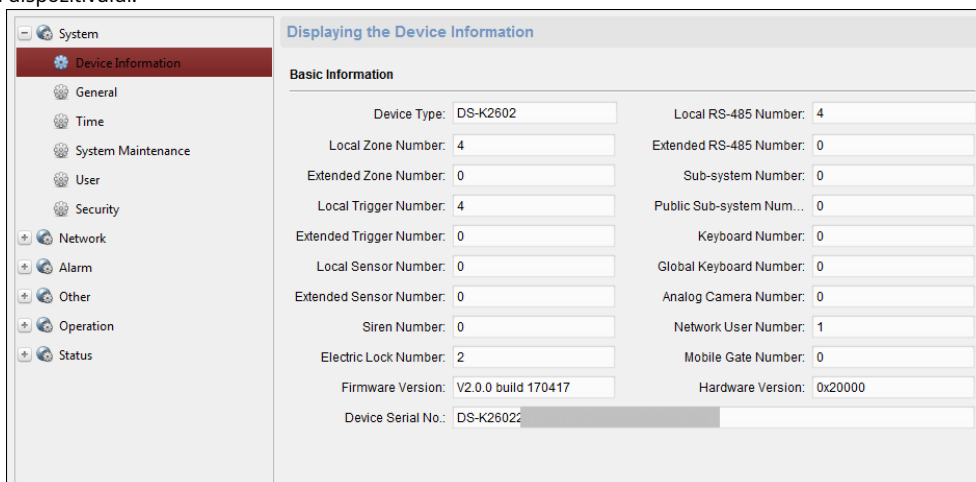 System
Device Information
General
Time
System Maintenance
User
Security
Network
Alarm
Other
Operation
Status
Displaying the Device Information
Basic Information
Device Type: DS-K2602 Local RS-485 Number: 4
Local Zone Number: 4 Extended RS-485 Number: 0
Extended Zone Number: 0 Sub-system Number: 0
Local Trigger Number: 4 Public Sub-system Num... 0
Extended Trigger Number: 0 Keyboard Number: 0
Local Sensor Number: 0 Global Keyboard Number: 0
Extended Sensor Number: 0 Analog Camera Number: 0
Siren Number: 0 Network User Number: 1
Electric Lock Number: 2 Mobile Gate Number: 0
Firmware Version: V2.0.0 build 170417 Hardware Version: 0x20000
Device Serial No.: DS-K26022